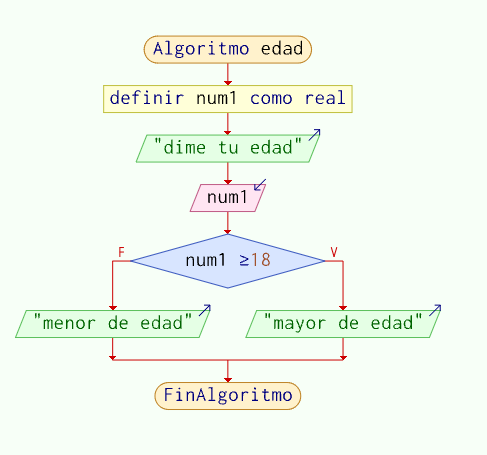 Algoritmo edad
definir num1 como real
"dime tu edad"
num1
F
num1 ≥18
V
"menor de edad"
"mayor de edad"
FinAlgoritmo